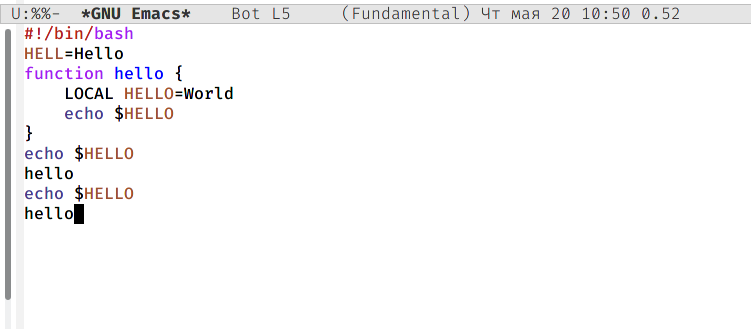 U:%%-  *GNU Emacs*    Bot L5     (Fundamental) Чт мая 20 10:50 0.52
#!/bin/bash
HELL=Hello
function hello {
    LOCAL HELLO=World
    echo $HELLO
}
echo $HELLO
hello
echo $HELLO
hello